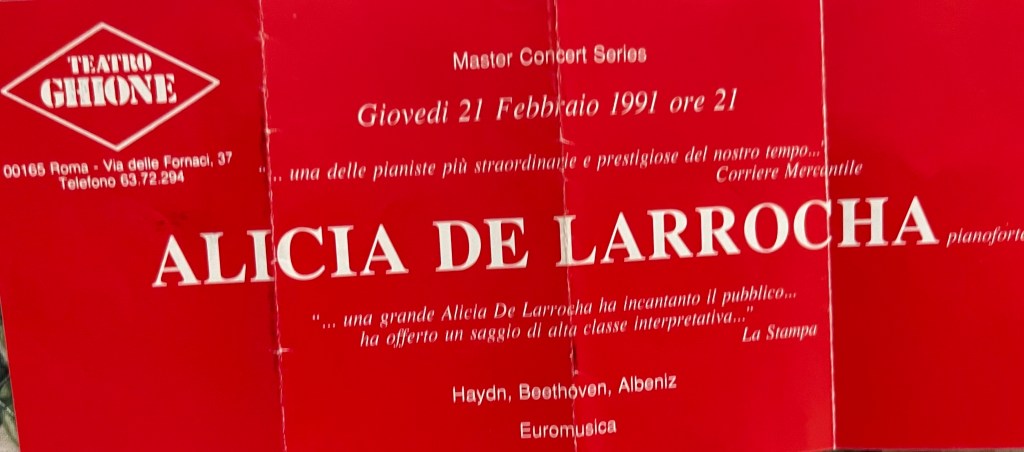 TEATRO
GHIONE
00165 Roma - Via delle Fornaci, 37
Telefono 63.72.294
Master Concert Series
Giovedì 21 Febbraio 1991 ore 21
"... una delle pianiste più straordinarie e prestigiose del nostro tempo..."
Corriere Mercantile
ALICIA DE LARROCHA pianoforte
"... una grande Alicia De Larrocha ha incantanto il pubblico...
ha offerto un saggio di alta classe interpretativa..."
La Stampa
Haydn, Beethoven, Albeniz
Euromusica